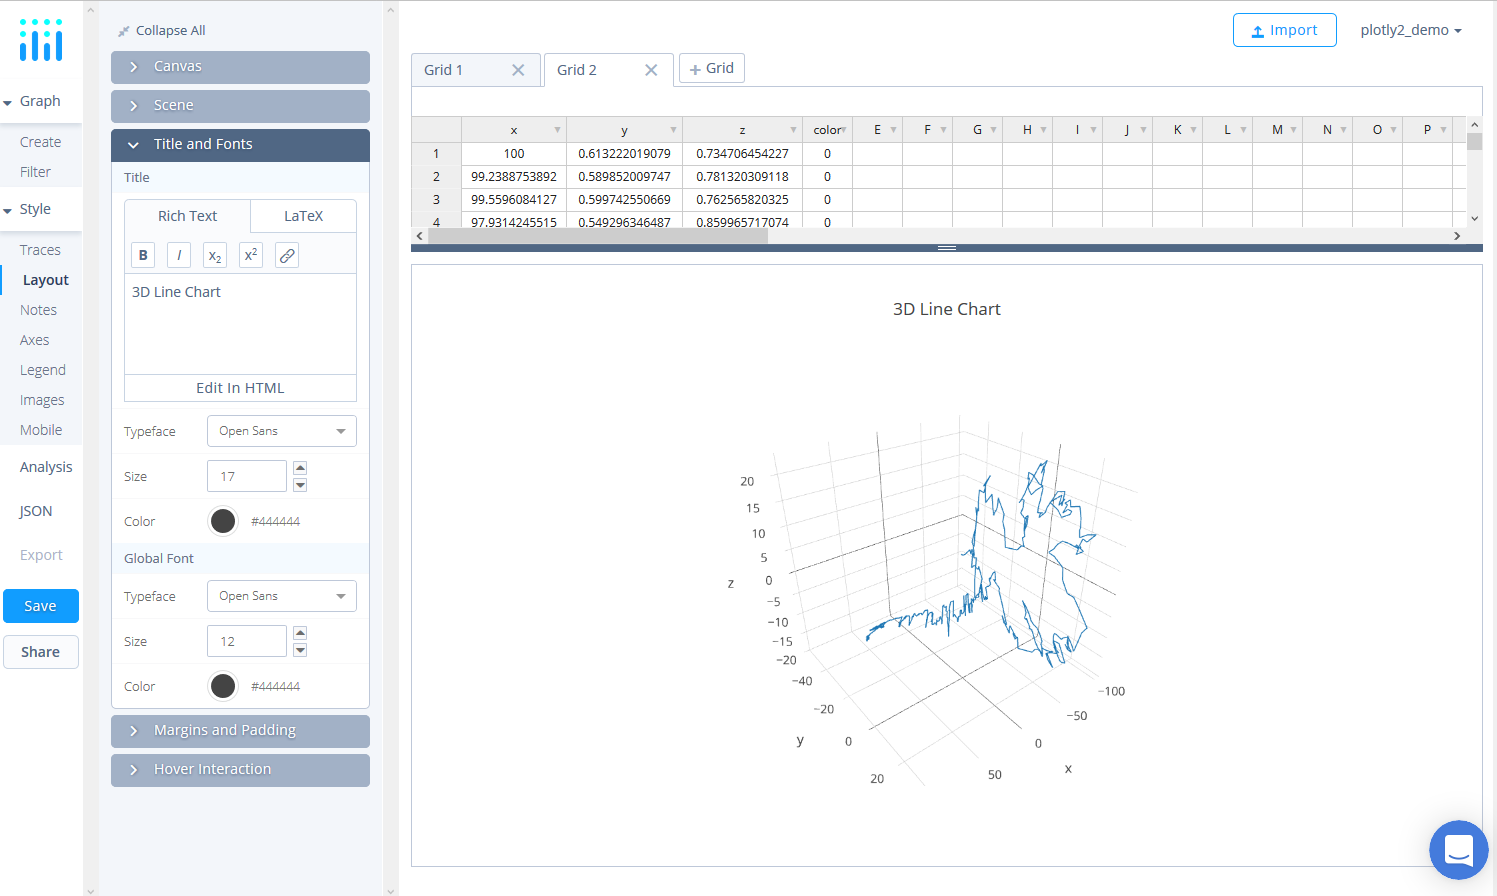 Graph
Create
Filter
Style
Traces
Layout
Notes
Axes
Legend
Images
Mobile
Analysis
JSON
Export
Save
Share
Collapse All
Canvas
Scene
Title and Fonts
Title
Rich Text LaTeX
B I x2 x2
3D Line Chart
Edit In HTML
Typeface Open Sans
Size 17
Color #444444
Global Font
Typeface Open Sans
Size 12
Color #444444
Margins and Padding
Hover Interaction
Import plotly2_demo
Grid 1 Grid 2 + Grid
x y z color E F G H I J K L M N O P
1 100 0.613222019079 0.734706454227 0
2 99.2388753892 0.589852009747 0.781320309118 0
3 99.5596084127 0.599742550669 0.762565820325 0
4 97.9314245515 0.549296346487 0.859965717074 0
3D Line Chart
20
15
10
5
z 0
−5
−10
−15
−20
−40
−20
y 0
20
−100
−50
0
50
x